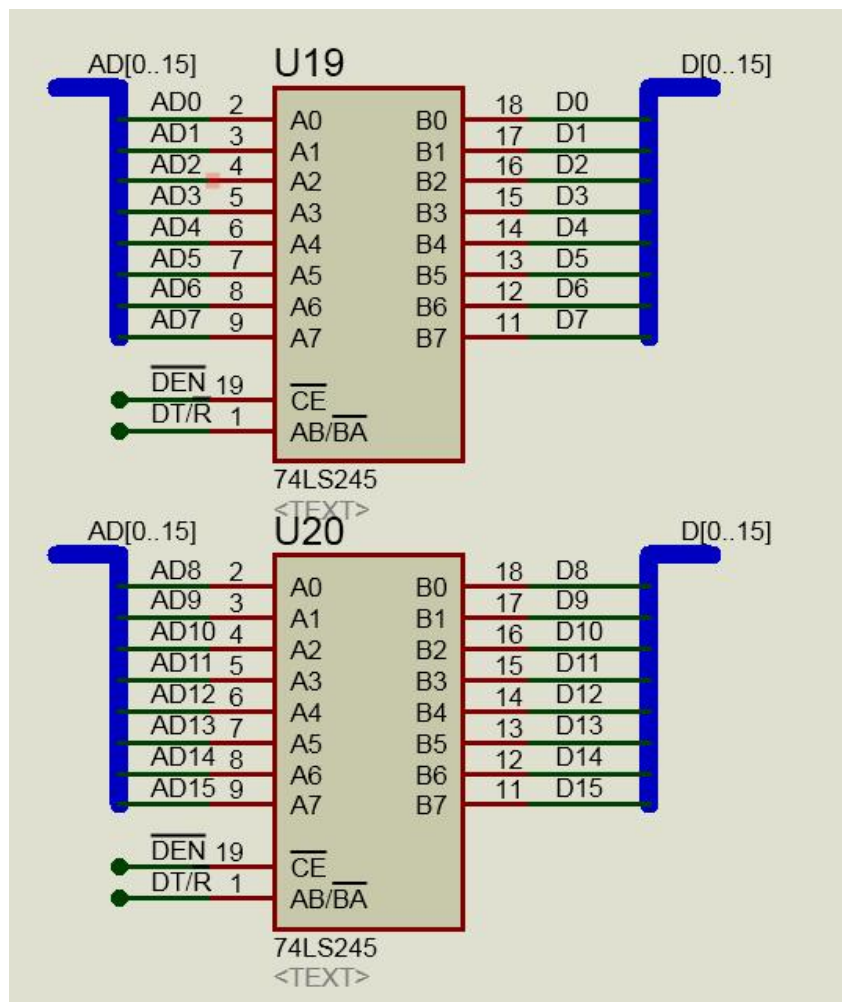 AD[0..15] U19 D[0..15]
AD0 2 A0 B0 18 D0
AD1 3 A1 B1 17 D1
AD2 4 A2 B2 16 D2
AD3 5 A3 B3 15 D3
AD4 6 A4 B4 14 D4
AD5 7 A5 B5 13 D5
AD6 8 A6 B6 12 D6
AD7 9 A7 B7 11 D7
D̅E̅N̅ 19 C̅E̅
DT/R̅ 1 AB/B̅A̅
74LS245
<TEXT>
AD[0..15] U20 D[0..15]
AD8 2 A0 B0 18 D8
AD9 3 A1 B1 17 D9
AD10 4 A2 B2 16 D10
AD11 5 A3 B3 15 D11
AD12 6 A4 B4 14 D12
AD13 7 A5 B5 13 D13
AD14 8 A6 B6 12 D14
AD15 9 A7 B7 11 D15
D̅E̅N̅ 19 C̅E̅
DT/R̅ 1 AB/B̅A̅
74LS245
<TEXT>